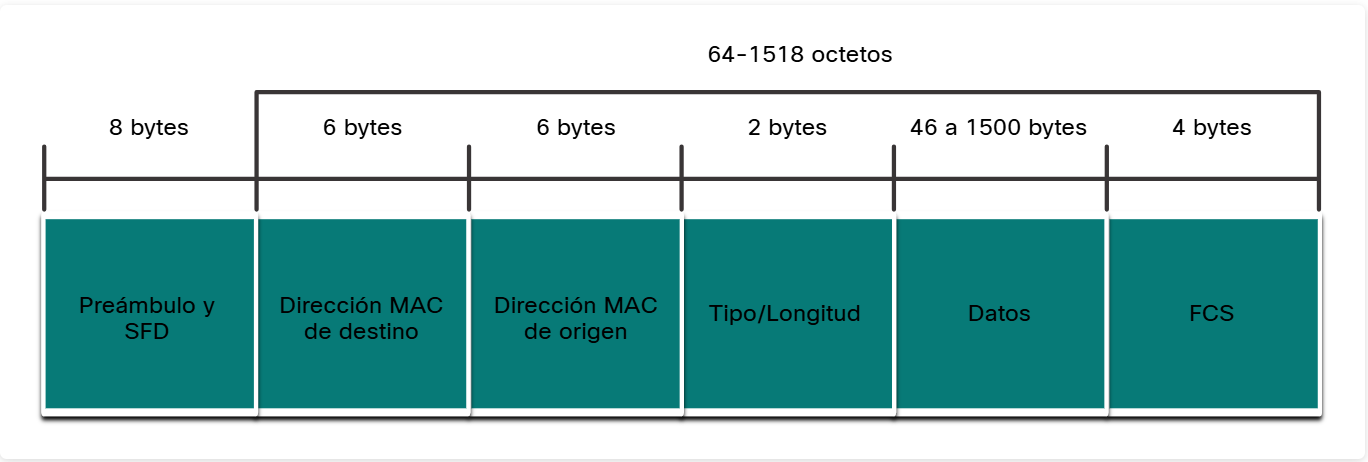 64-1518 octetos
8 bytes
6 bytes
6 bytes
2 bytes
46 a 1500 bytes
4 bytes
Preámbulo y
SFD
Dirección MAC
de destino
Dirección MAC
de origen
Tipo/Longitud
Datos
FCS